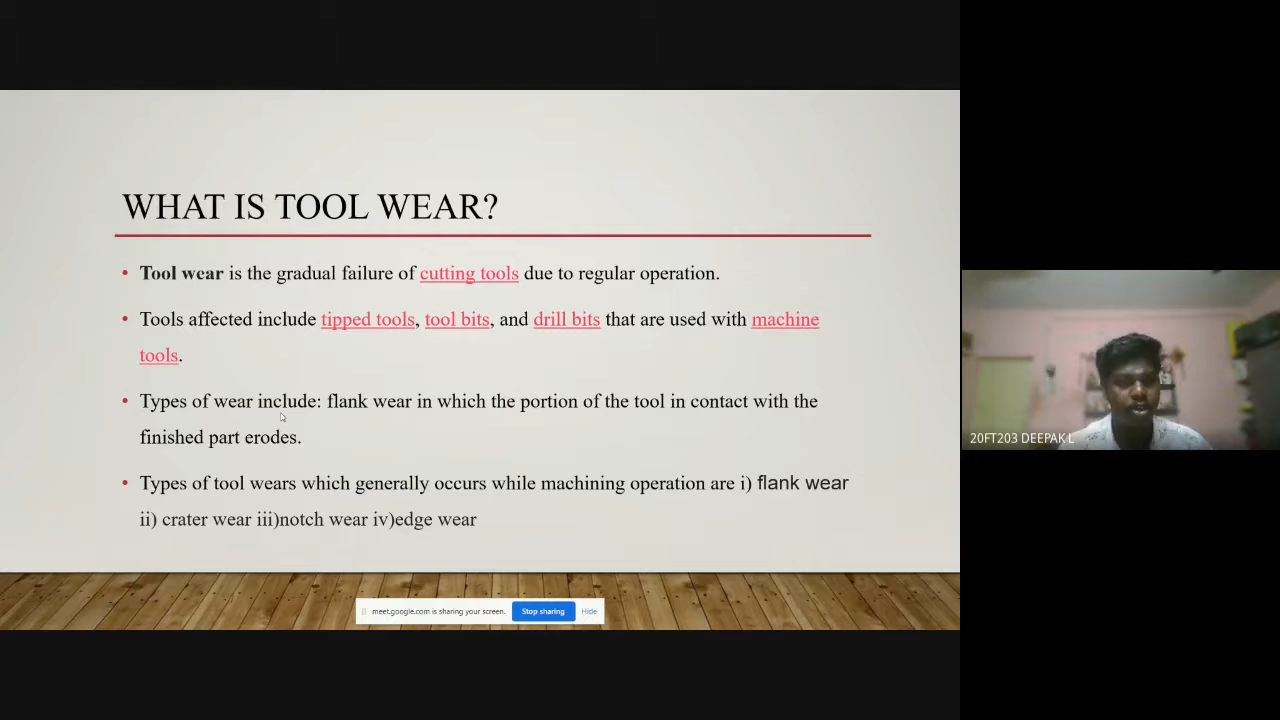 WHAT IS TOOL WEAR?
• Tool wear is the gradual failure of cutting tools due to regular operation.
• Tools affected include tipped tools, tool bits, and drill bits that are used with machine
tools.
• Types of wear include: flank wear in which the portion of the tool in contact with the
finished part erodes.
• Types of tool wears which generally occurs while machining operation are i) flank wear
ii) crater wear iii)notch wear iv)edge wear
meet.google.com is sharing your screen. Stop sharing Hide
20FT203 DEEPAK L